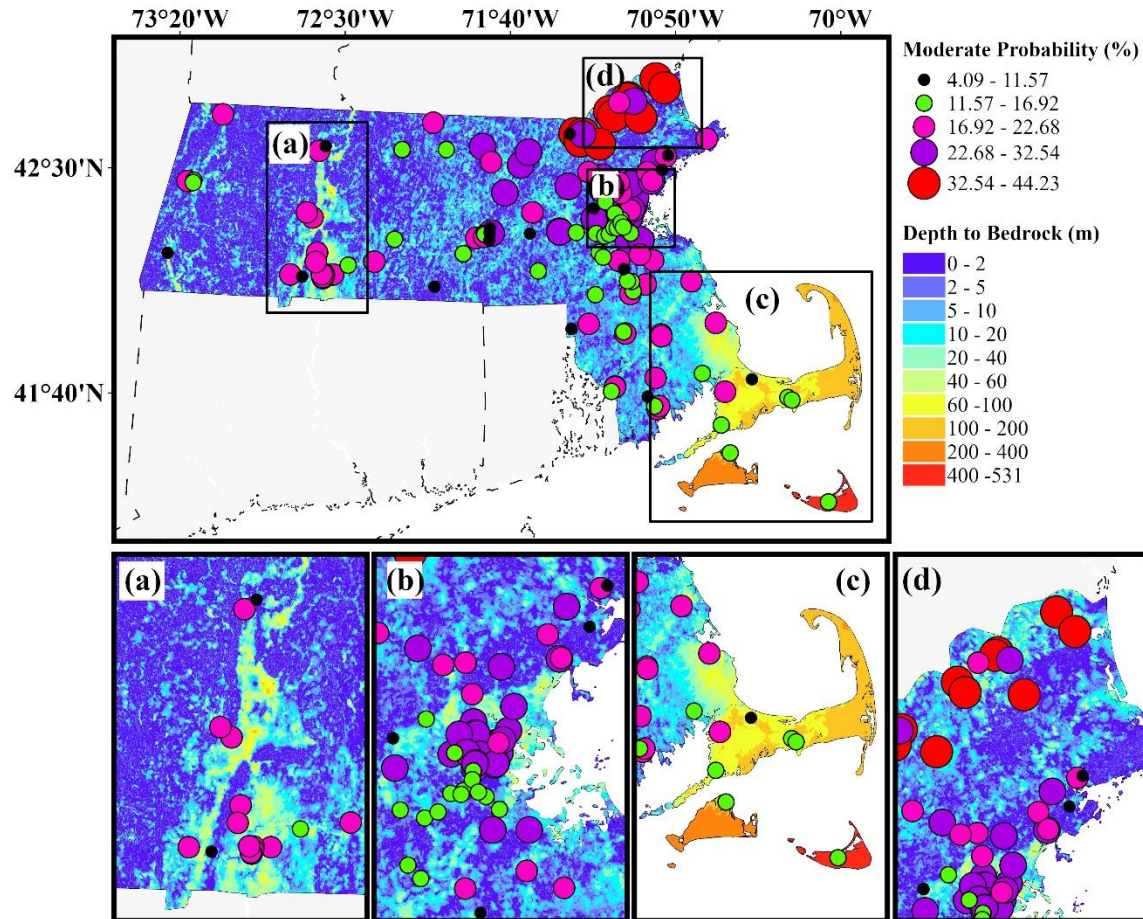 73°20'W
72°30'W
71°40'W
70°50'W
70°W
42°30'N
41°40'N
(a)
(b)
(c)
(d)
Moderate Probability (%)
4.09 - 11.57
11.57 - 16.92
16.92 - 22.68
22.68 - 32.54
32.54 - 44.23
Depth to Bedrock (m)
0 - 2
2 - 5
5 - 10
10 - 20
20 - 40
40 - 60
60 -100
100 - 200
200 - 400
400 -531
(a)
(b)
(c)
(d)